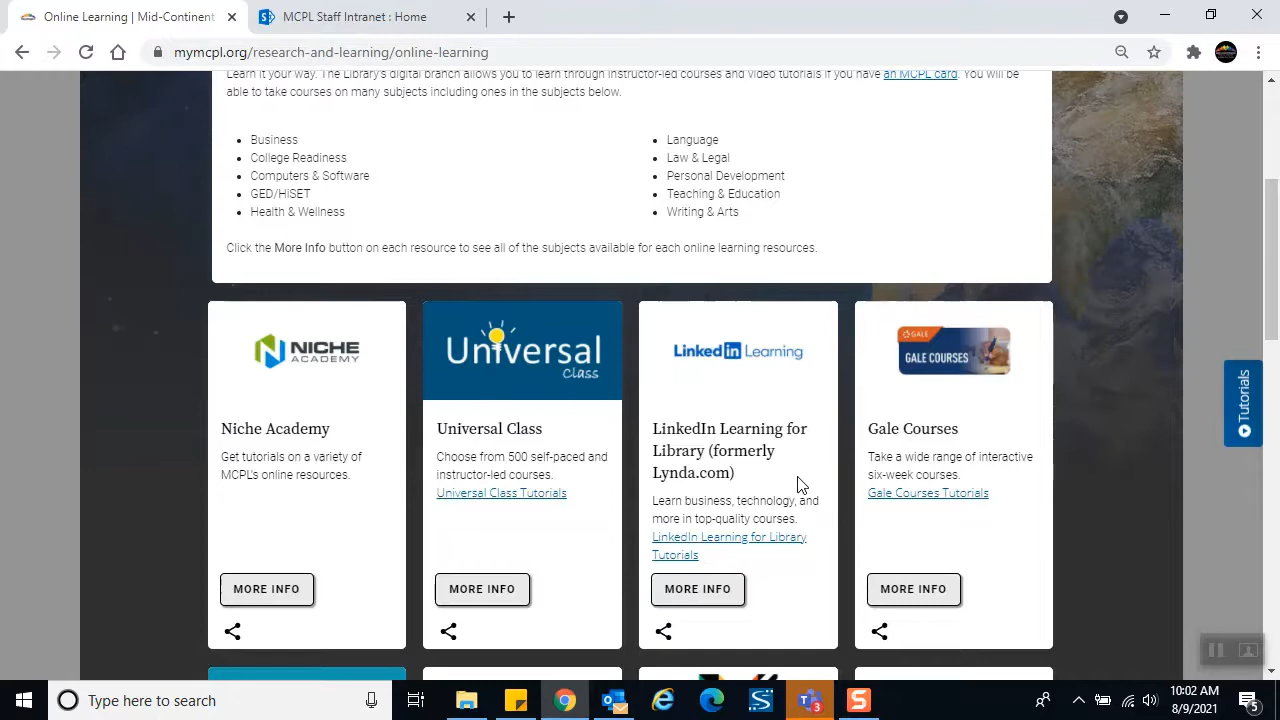 Online Learning | Mid-Continent
MCPL Staff Intranet : Home
mymcpl.org/research-and-learning/online-learning
Learn it your way. The Library's digital branch allows you to learn through instructor-led courses and video tutorials if you have an MCPL card. You will be
able to take courses on many subjects including ones in the subjects below.
Business
College Readiness
Computers & Software
GED/HiSET
Health & Wellness
Language
Law & Legal
Personal Development
Teaching & Education
Writing & Arts
Click the More Info button on each resource to see all of the subjects available for each online learning resources.
NICHE
ACADEMY
Niche Academy
Get tutorials on a variety of
MCPL's online resources.
MORE INFO
Universal
Class
Universal Class
Choose from 500 self-paced and
instructor-led courses.
Universal Class Tutorials
MORE INFO
Linked in Learning
LinkedIn Learning for
Library (formerly
Lynda.com)
Learn business, technology, and
more in top-quality courses.
LinkedIn Learning for Library
Tutorials
MORE INFO
GALE
GALE COURSES
Gale Courses
Take a wide range of interactive
six-week courses.
Gale Courses Tutorials
MORE INFO
Tutorials
Type here to search
3
10:02 AM
8/9/2021
5